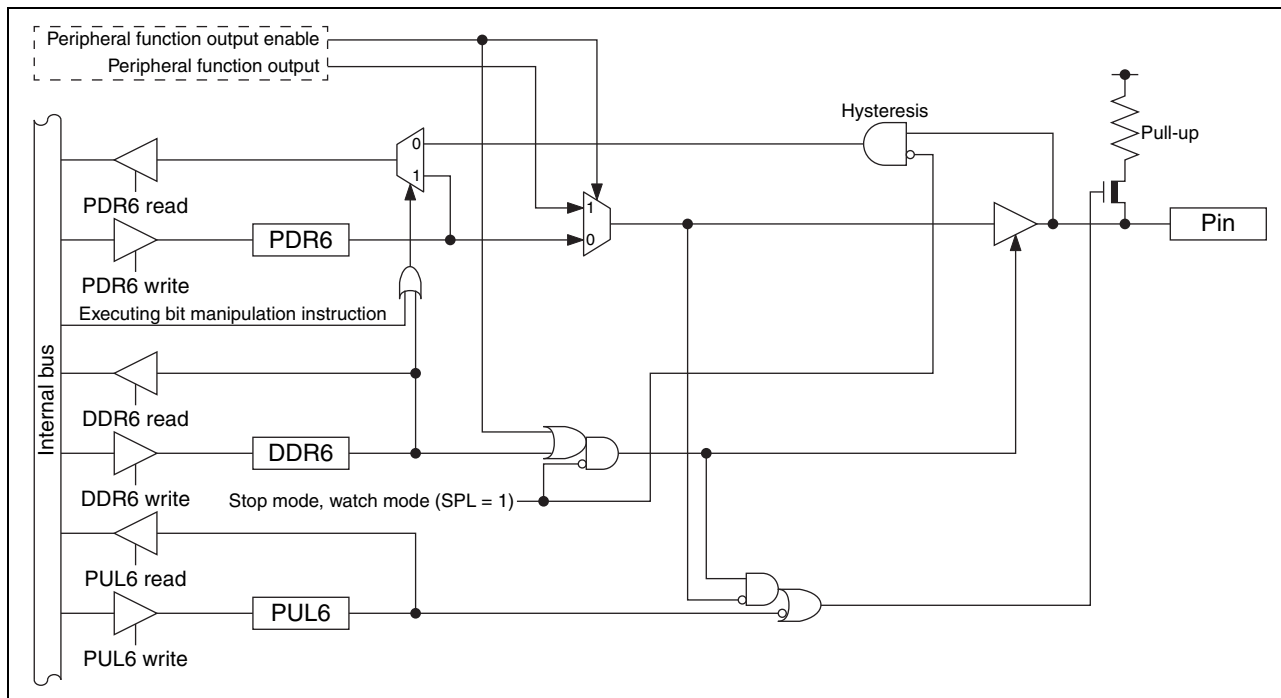 Peripheral function output enable
Peripheral function output
Hysteresis
Pull-up
0
1
PDR6 read
1
PDR6
0
Pin
PDR6 write
Executing bit manipulation instruction
Internal bus
DDR6 read
DDR6
DDR6 write
Stop mode, watch mode (SPL = 1)
PUL6 read
PUL6
PUL6 write